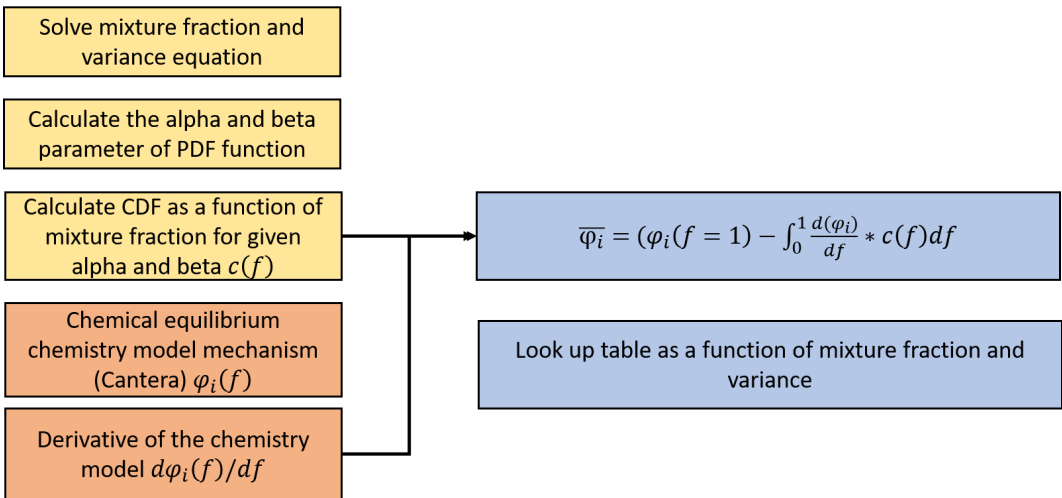 Solve mixture fraction and
variance equation
Calculate the alpha and beta
parameter of PDF function
Calculate CDF as a function of
mixture fraction for given
alpha and beta c(f)
Chemical equilibrium
chemistry model mechanism
(Cantera) φᵢ(f)
Derivative of the chemistry
model dφᵢ(f)/df
φ̅ᵢ = (φᵢ(f = 1) − ∫₀¹ d(φᵢ)/df * c(f)df
Look up table as a function of mixture fraction and
variance